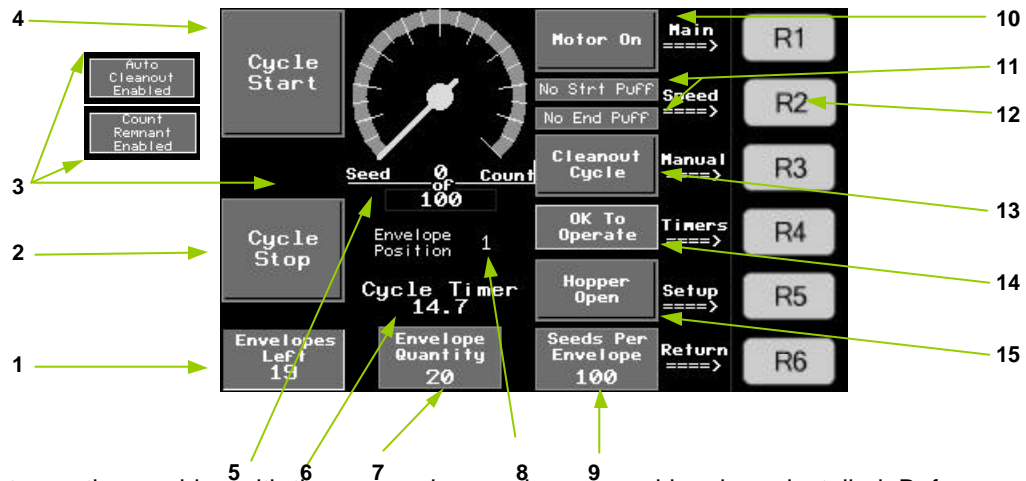 4
10
Cycle
Start
Motor On
Main
====>
R1
Auto
Cleanout
Enabled
11
No Strt Puff
Speed
====>
R2
12
No End Puff
Count
Remnant
Enabled
3
Cleanout
Cycle
Manual
====>
R3
Seed 0 Count
of
100
13
2
Cycle
Stop
Envelope
Position 1
OK To
Operate
Timers
====>
R4
14
Cycle Timer
14.7
Hopper
Open
Setup
====>
R5
15
1
Envelopes
Left
19
Envelope
Quantity
20
Seeds Per
Envelope
100
Return
====>
R6
5 6 7 8 9